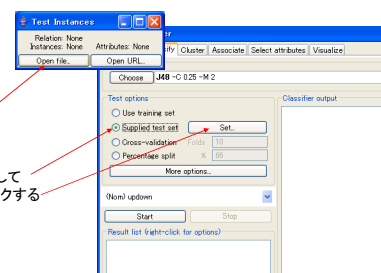 Test Instances
Relation: None
Instances: None Attributes: None
Open file... Open URL...
Cluster Associate Select attributes Visualize
Choose J48 -C 0.25 -M 2
Test options
Classifier output
Use training set
Supplied test set Set...
Cross-validation Folds 10
Percentage split % 66
More options...
して
クする
(Nom) updown
Start Stop
Result list (right-click for options)